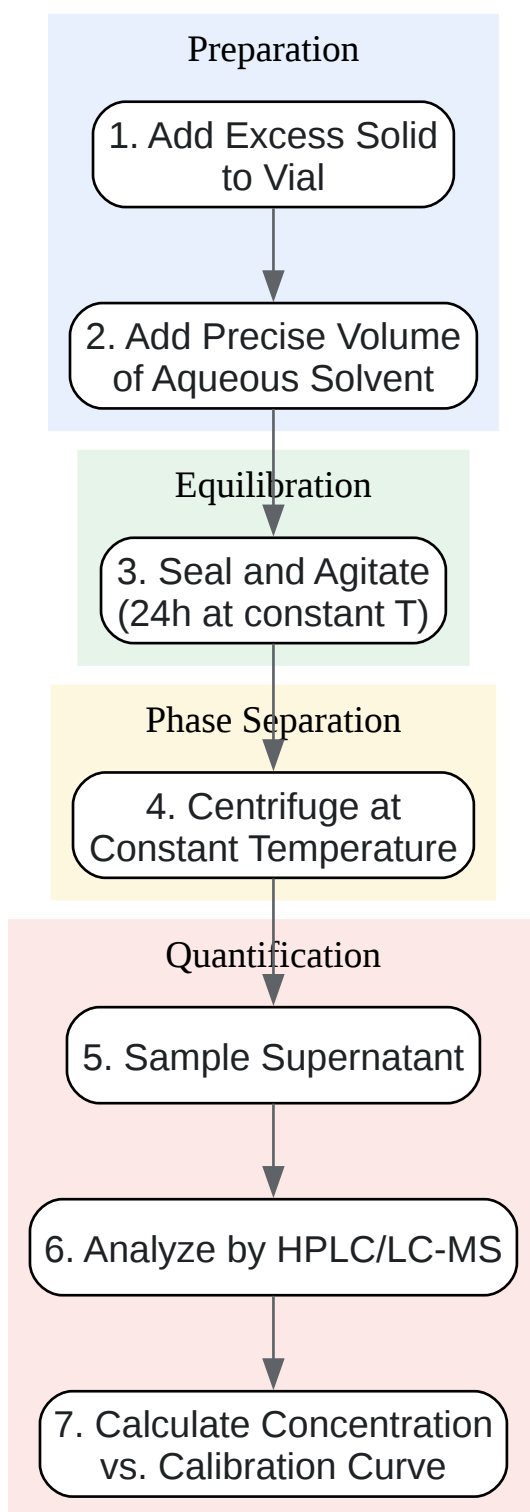 Preparation
1. Add Excess Solid
to Vial
2. Add Precise Volume
of Aqueous Solvent
Equilibration
3. Seal and Agitate
(24h at constant T)
Phase Separation
4. Centrifuge at
Constant Temperature
Quantification
5. Sample Supernatant
6. Analyze by HPLC/LC-MS
7. Calculate Concentration
vs. Calibration Curve